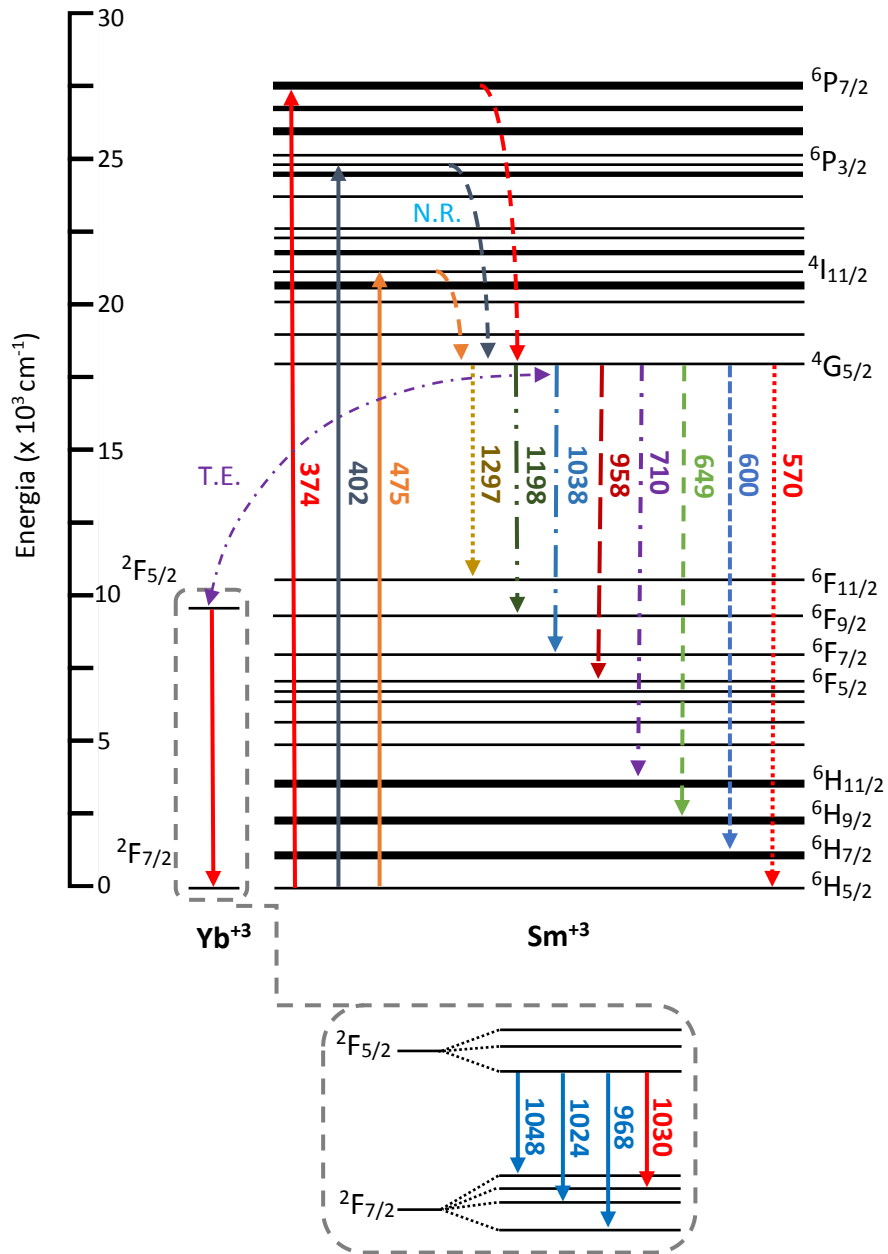 30
25
20
15
10
5
0
Energia (x 10³ cm⁻¹)
⁶P₇/₂
⁶P₃/₂
N.R.
⁴I₁₁/₂
⁴G₅/₂
T.E.
374
402
475
1297
1198
1038
958
710
649
600
570
²F₅/₂
⁶F₁₁/₂
⁶F₉/₂
⁶F₇/₂
⁶F₅/₂
⁶H₁₁/₂
⁶H₉/₂
²F₇/₂
⁶H₇/₂
⁶H₅/₂
Yb⁺³
Sm⁺³
²F₅/₂
1048
1024
968
1030
²F₇/₂